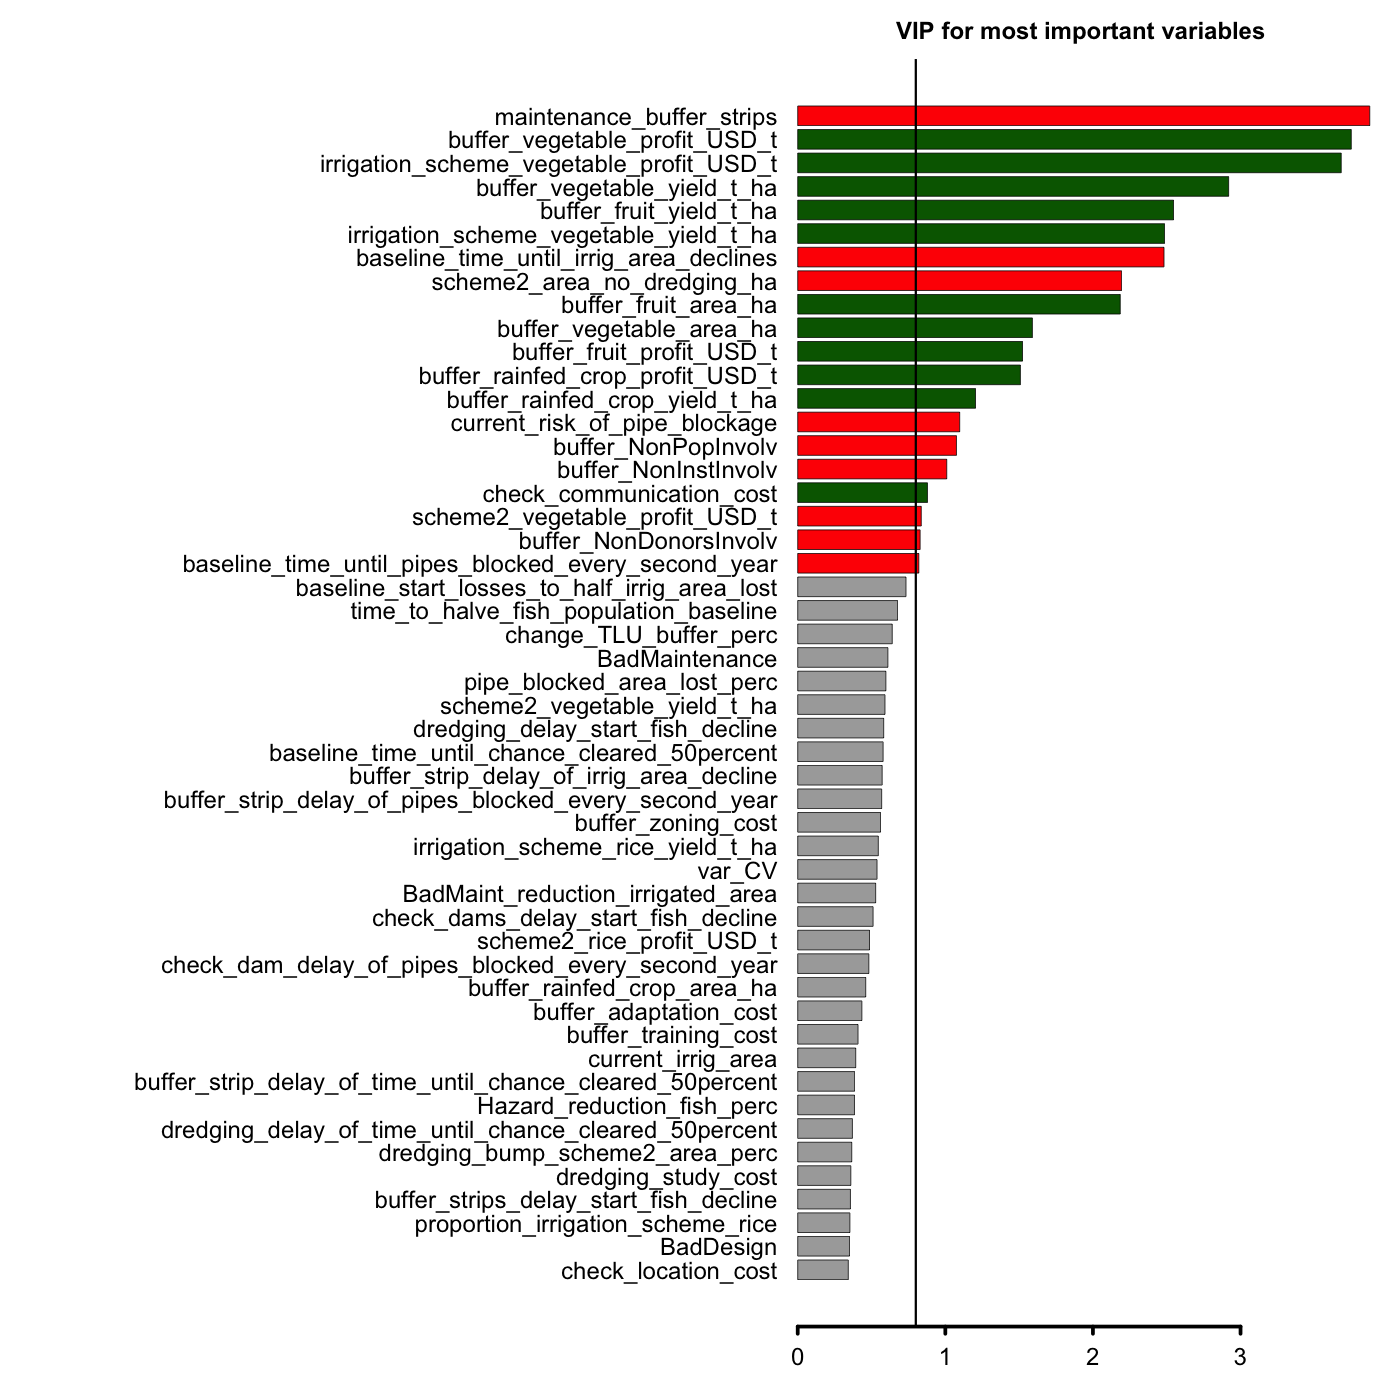 VIP for most important variables
maintenance_buffer_strips
buffer_vegetable_profit_USD_t
irrigation_scheme_vegetable_profit_USD_t
buffer_vegetable_yield_t_ha
buffer_fruit_yield_t_ha
irrigation_scheme_vegetable_yield_t_ha
baseline_time_until_irrig_area_declines
scheme2_area_no_dredging_ha
buffer_fruit_area_ha
buffer_vegetable_area_ha
buffer_fruit_profit_USD_t
buffer_rainfed_crop_profit_USD_t
buffer_rainfed_crop_yield_t_ha
current_risk_of_pipe_blockage
buffer_NonPopInvolv
buffer_NonInstInvolv
check_communication_cost
scheme2_vegetable_profit_USD_t
buffer_NonDonorsInvolv
baseline_time_until_pipes_blocked_every_second_year
baseline_start_losses_to_half_irrig_area_lost
time_to_halve_fish_population_baseline
change_TLU_buffer_perc
BadMaintenance
pipe_blocked_area_lost_perc
scheme2_vegetable_yield_t_ha
dredging_delay_start_fish_decline
baseline_time_until_chance_cleared_50percent
buffer_strip_delay_of_irrig_area_decline
buffer_strip_delay_of_pipes_blocked_every_second_year
buffer_zoning_cost
irrigation_scheme_rice_yield_t_ha
var_CV
BadMaint_reduction_irrigated_area
check_dams_delay_start_fish_decline
scheme2_rice_profit_USD_t
check_dam_delay_of_pipes_blocked_every_second_year
buffer_rainfed_crop_area_ha
buffer_adaptation_cost
buffer_training_cost
current_irrig_area
buffer_strip_delay_of_time_until_chance_cleared_50percent
Hazard_reduction_fish_perc
dredging_delay_of_time_until_chance_cleared_50percent
dredging_bump_scheme2_area_perc
dredging_study_cost
buffer_strips_delay_start_fish_decline
proportion_irrigation_scheme_rice
BadDesign
check_location_cost
0 1 2 3